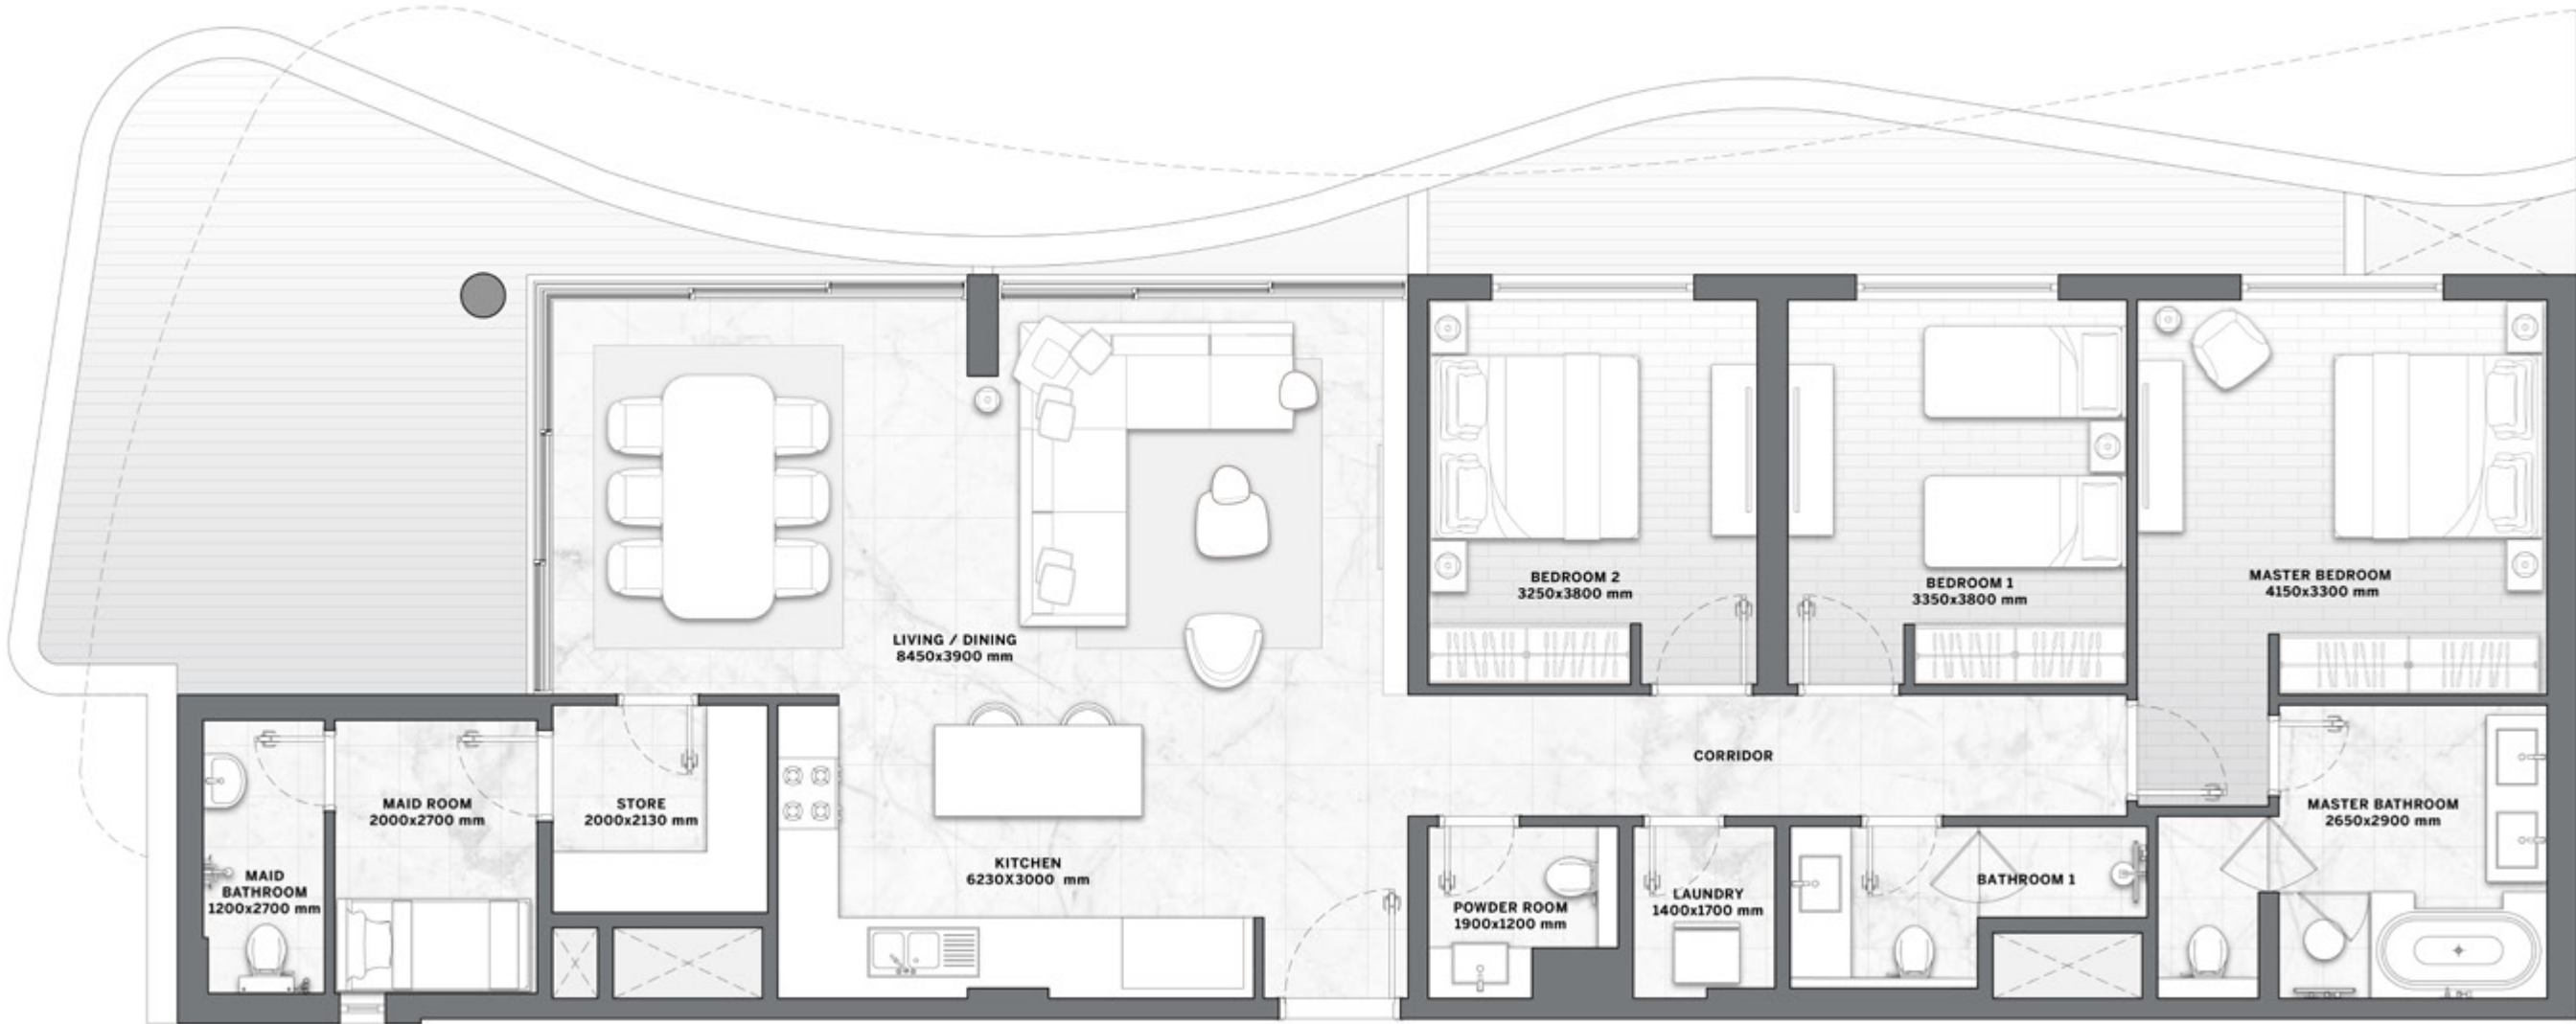 BEDROOM 2
3250x3800 mm
BEDROOM 1
3350x3800 mm
MASTER BEDROOM
4150x3300 mm
LIVING / DINING
8450x3900 mm
CORRIDOR
MAID ROOM
2000x2700 mm
STORE
2000x2130 mm
MASTER BATHROOM
2650x2900 mm
KITCHEN
6230X3000 mm
MAID
BATHROOM
1200x2700 mm
POWDER ROOM
1900x1200 mm
LAUNDRY
1400x1700 mm
BATHROOM 1